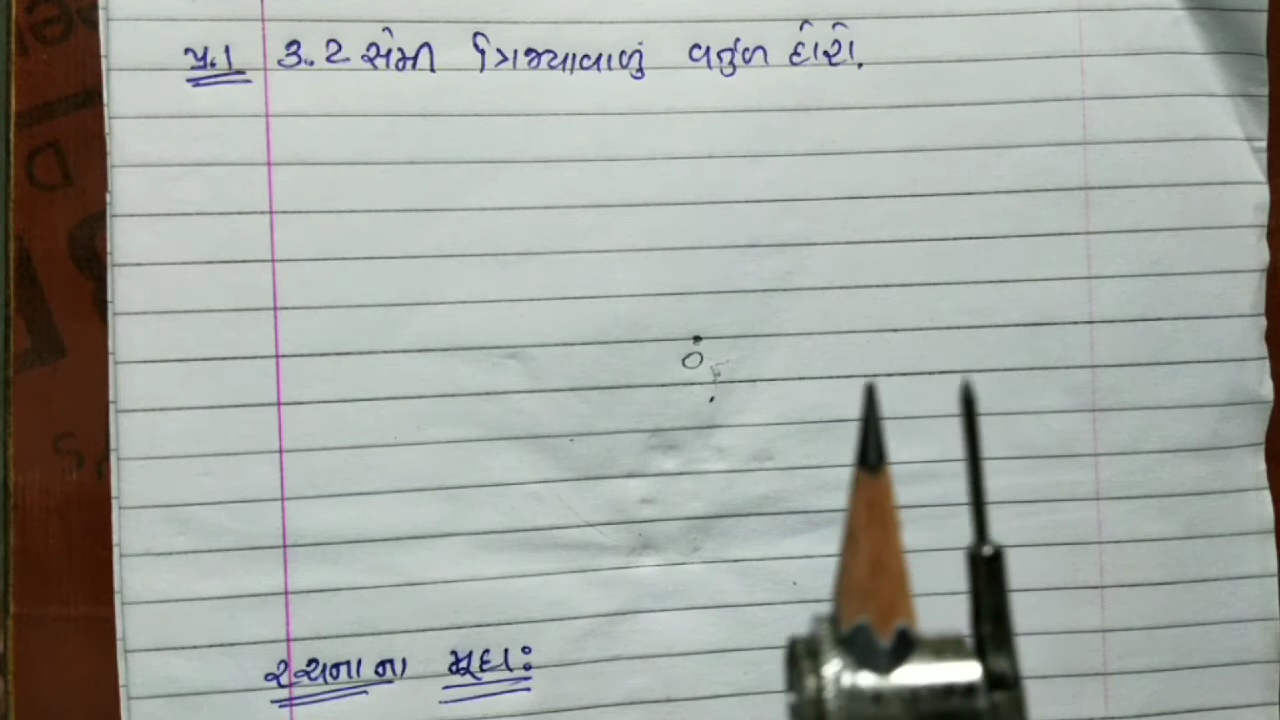 પ્ર.1 3.2 સેમી ત્રિજ્યાવાળું વર્તુળ દોરો.
O
રચનાના મુદ્દા: